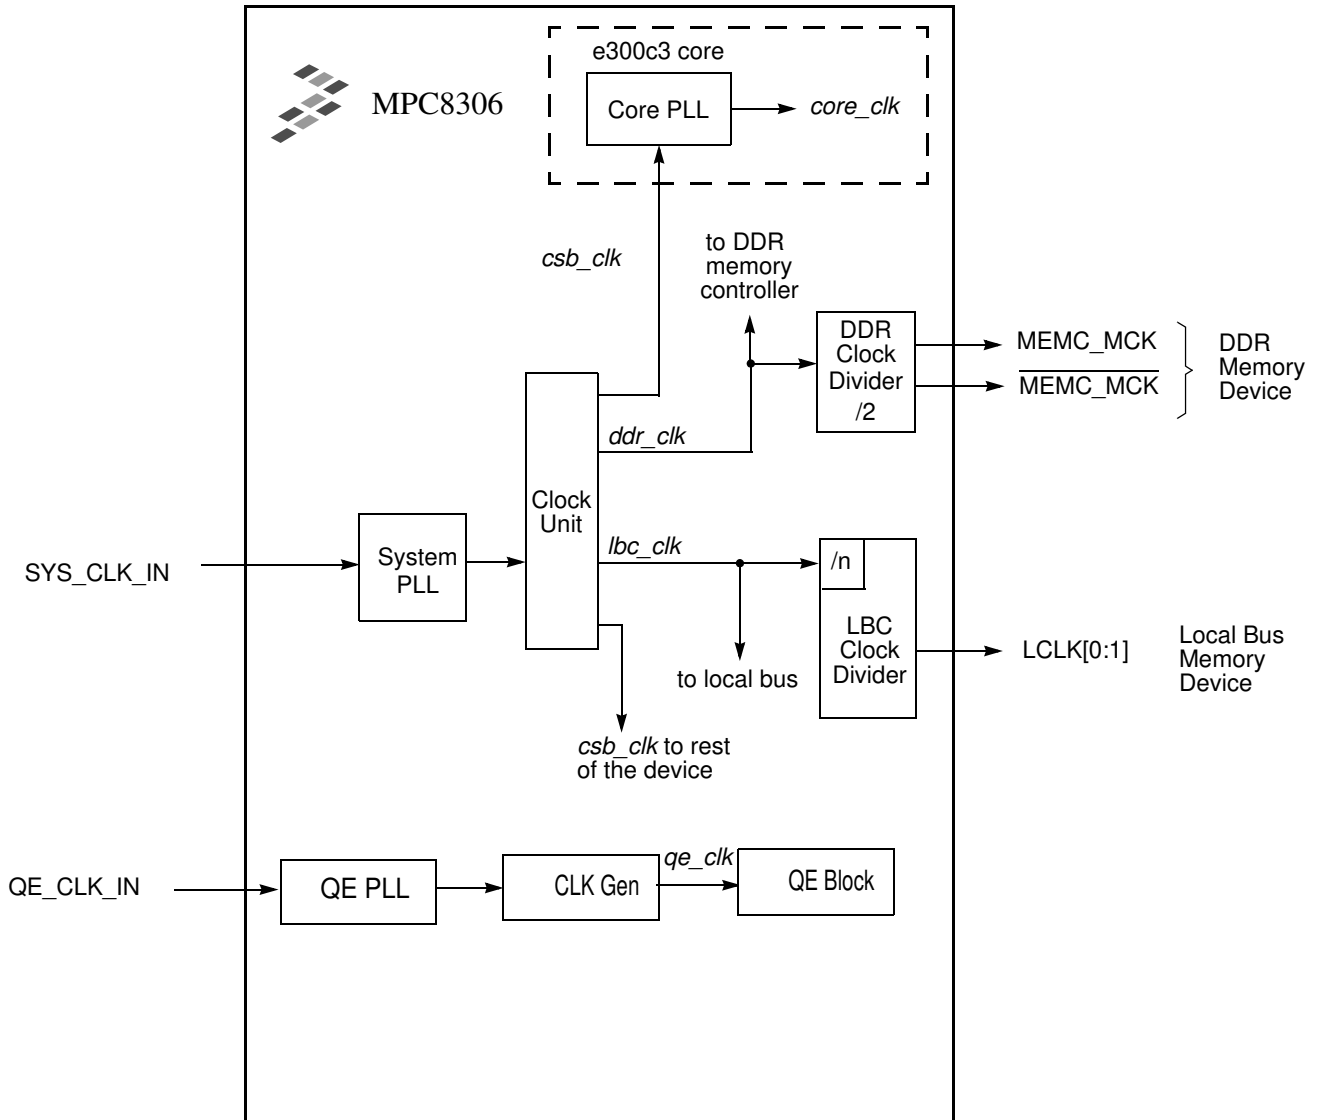 e300c3 core
MPC8306
Core PLL
core_clk
csb_clk
to DDR
memory
controller
DDR
Clock
Divider
/2
MEMC_MCK
MEMC_MCK
DDR
Memory
Device
ddr_clk
Clock
Unit
System
PLL
SYS_CLK_IN
lbc_clk
/n
LBC
Clock
Divider
LCLK[0:1]
Local Bus
Memory
Device
to local bus
csb_clk to rest
of the device
QE_CLK_IN
QE PLL
CLK Gen
qe_clk
QE Block